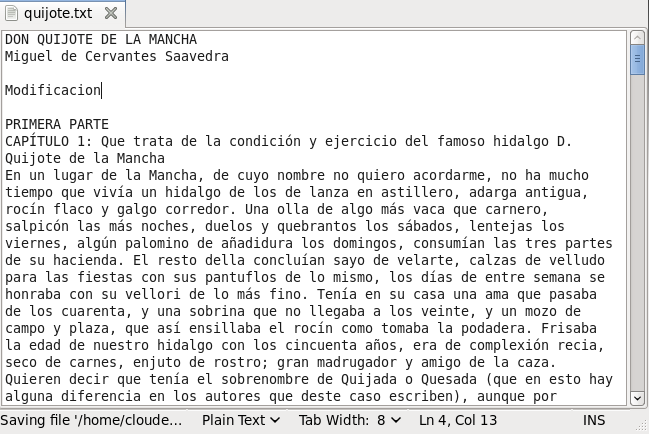 quijote.txt
DON QUIJOTE DE LA MANCHA
Miguel de Cervantes Saavedra
Modificacion
PRIMERA PARTE
CAPÍTULO 1: Que trata de la condición y ejercicio del famoso hidalgo D.
Quijote de la Mancha
En un lugar de la Mancha, de cuyo nombre no quiero acordarme, no ha mucho
tiempo que vivía un hidalgo de los de lanza en astillero, adarga antigua,
rocín flaco y galgo corredor. Una olla de algo más vaca que carnero,
salpicón las más noches, duelos y quebrantos los sábados, lentejas los
viernes, algún palomino de añadidura los domingos, consumían las tres partes
de su hacienda. El resto della concluían sayo de velarte, calzas de velludo
para las fiestas con sus pantuflos de lo mismo, los días de entre semana se
honraba con su vellori de lo más fino. Tenía en su casa una ama que pasaba
de los cuarenta, y una sobrina que no llegaba a los veinte, y un mozo de
campo y plaza, que así ensillaba el rocín como tomaba la podadera. Frisaba
la edad de nuestro hidalgo con los cincuenta años, era de complexión recia,
seco de carnes, enjuto de rostro; gran madrugador y amigo de la caza.
Quieren decir que tenía el sobrenombre de Quijada o Quesada (que en esto hay
alguna diferencia en los autores que deste caso escriben), aunque por
Saving file '/home/cloude... Plain Text Tab Width: 8 Ln 4, Col 13 INS